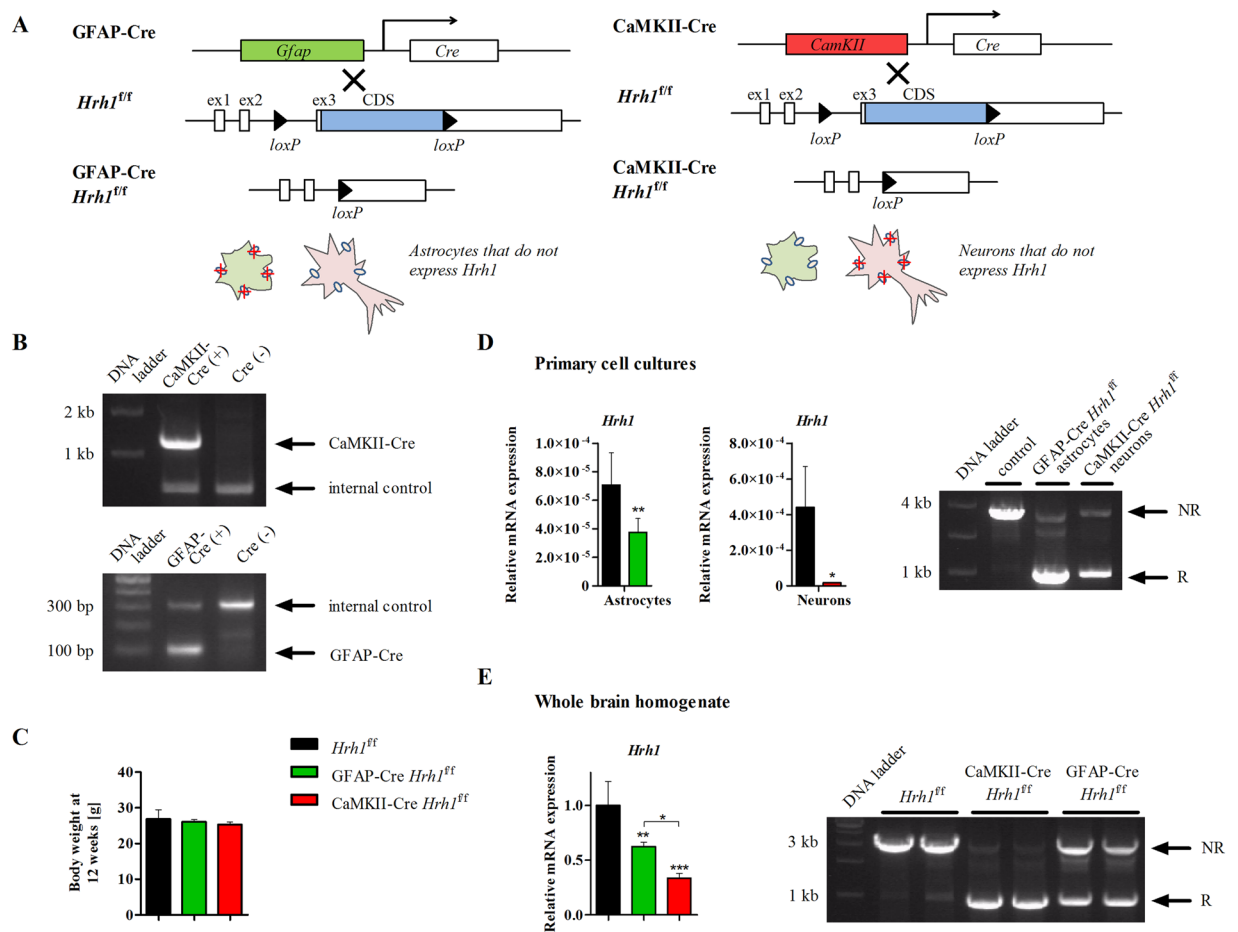 A
GFAP-Cre
Gfap
Cre
Hrh1f/f
ex1 ex2 ex3 CDS
loxP loxP
GFAP-Cre
Hrh1f/f
loxP
Astrocytes that do not
express Hrh1
CaMKII-Cre
CamKII
Cre
Hrh1f/f
ex1 ex2 ex3 CDS
loxP loxP
CaMKII-Cre
Hrh1f/f
loxP
Neurons that do not
express Hrh1
B
DNA
ladder
CaMKII-
Cre (+)
Cre (-)
2 kb
1 kb
CaMKII-Cre
internal control
DNA
ladder
GFAP-
Cre (+)
Cre (-)
300 bp
100 bp
internal control
GFAP-Cre
C
Body weight at
12 weeks [g]
40
30
20
10
0
Hrh1f/f
GFAP-Cre Hrh1f/f
CaMKII-Cre Hrh1f/f
D
Primary cell cultures
Hrh1
Relative mRNA expression
1.0×10-4
8.0×10-5
6.0×10-5
4.0×10-5
2.0×10-5
0
**
Astrocytes
Hrh1
Relative mRNA expression
8.0×10-4
6.0×10-4
4.0×10-4
2.0×10-4
0
*
Neurons
DNA ladder
control
GFAP-Cre Hrh1f/f
astrocytes
CaMKII-Cre Hrh1f/f
neurons
4 kb
1 kb
NR
R
E
Whole brain homogenate
Hrh1
Relative mRNA expression
1.0
0.5
0.0
**
*
***
DNA ladder
Hrh1f/f
CaMKII-Cre
Hrh1f/f
GFAP-Cre
Hrh1f/f
3 kb
1 kb
NR
R